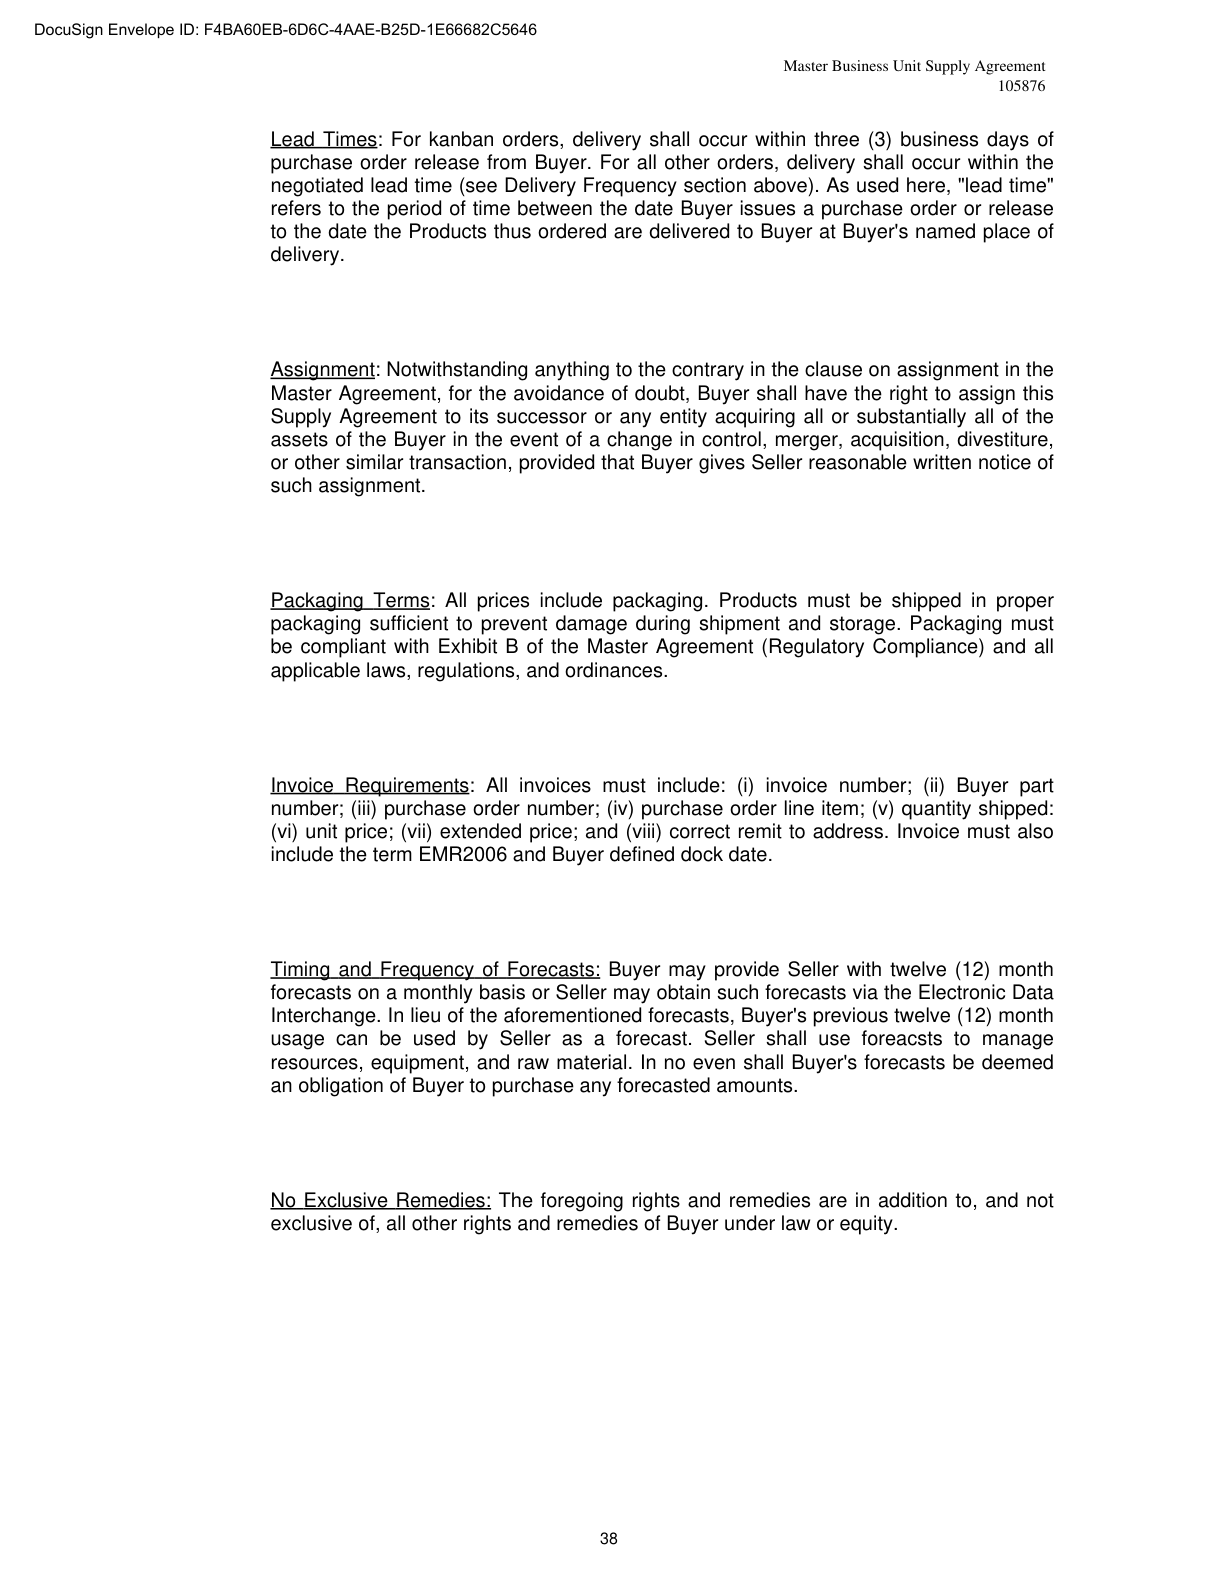 DocuSign Envelope ID: F4BA60EB-6D6C-4AAE-B25D-1E66682C5646
Master Business Unit Supply Agreement
105876
Lead Times: For kanban orders, delivery shall occur within three (3) business days of
purchase order release from Buyer. For all other orders, delivery shall occur within the
negotiated lead time (see Delivery Frequency section above). As used here, "lead time"
refers to the period of time between the date Buyer issues a purchase order or release
to the date the Products thus ordered are delivered to Buyer at Buyer's named place of
delivery.
Assignment: Notwithstanding anything to the contrary in the clause on assignment in the
Master Agreement, for the avoidance of doubt, Buyer shall have the right to assign this
Supply Agreement to its successor or any entity acquiring all or substantially all of the
assets of the Buyer in the event of a change in control, merger, acquisition, divestiture,
or other similar transaction, provided that Buyer gives Seller reasonable written notice of
such assignment.
Packaging Terms: All prices include packaging. Products must be shipped in proper
packaging sufficient to prevent damage during shipment and storage. Packaging must
be compliant with Exhibit B of the Master Agreement (Regulatory Compliance) and all
applicable laws, regulations, and ordinances.
Invoice Requirements: All invoices must include: (i) invoice number; (ii) Buyer part
number; (iii) purchase order number; (iv) purchase order line item; (v) quantity shipped:
(vi) unit price; (vii) extended price; and (viii) correct remit to address. Invoice must also
include the term EMR2006 and Buyer defined dock date.
Timing and Frequency of Forecasts: Buyer may provide Seller with twelve (12) month
forecasts on a monthly basis or Seller may obtain such forecasts via the Electronic Data
Interchange. In lieu of the aforementioned forecasts, Buyer's previous twelve (12) month
usage can be used by Seller as a forecast. Seller shall use foreacsts to manage
resources, equipment, and raw material. In no even shall Buyer's forecasts be deemed
an obligation of Buyer to purchase any forecasted amounts.
No Exclusive Remedies: The foregoing rights and remedies are in addition to, and not
exclusive of, all other rights and remedies of Buyer under law or equity.
38